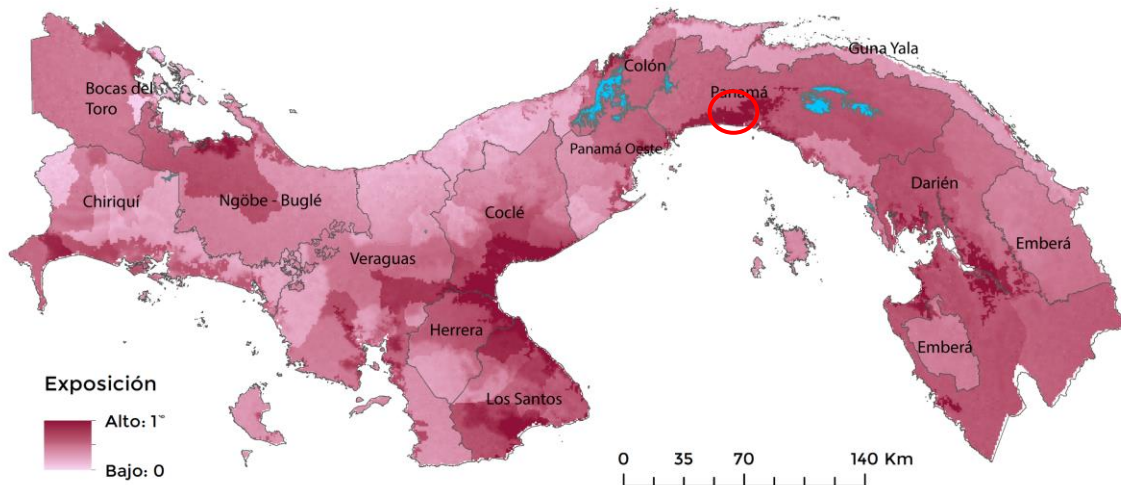 Guna Yala
Colón
Bocas del
Toro
Panamá
Panamá Oeste
Darién
Chiriquí
Ngöbe - Buglé
Coclé
Emberá
Veraguas
Herrera
Emberá
Exposición
Los Santos
Alto: 1
Bajo: 0
0 35 70 140 Km